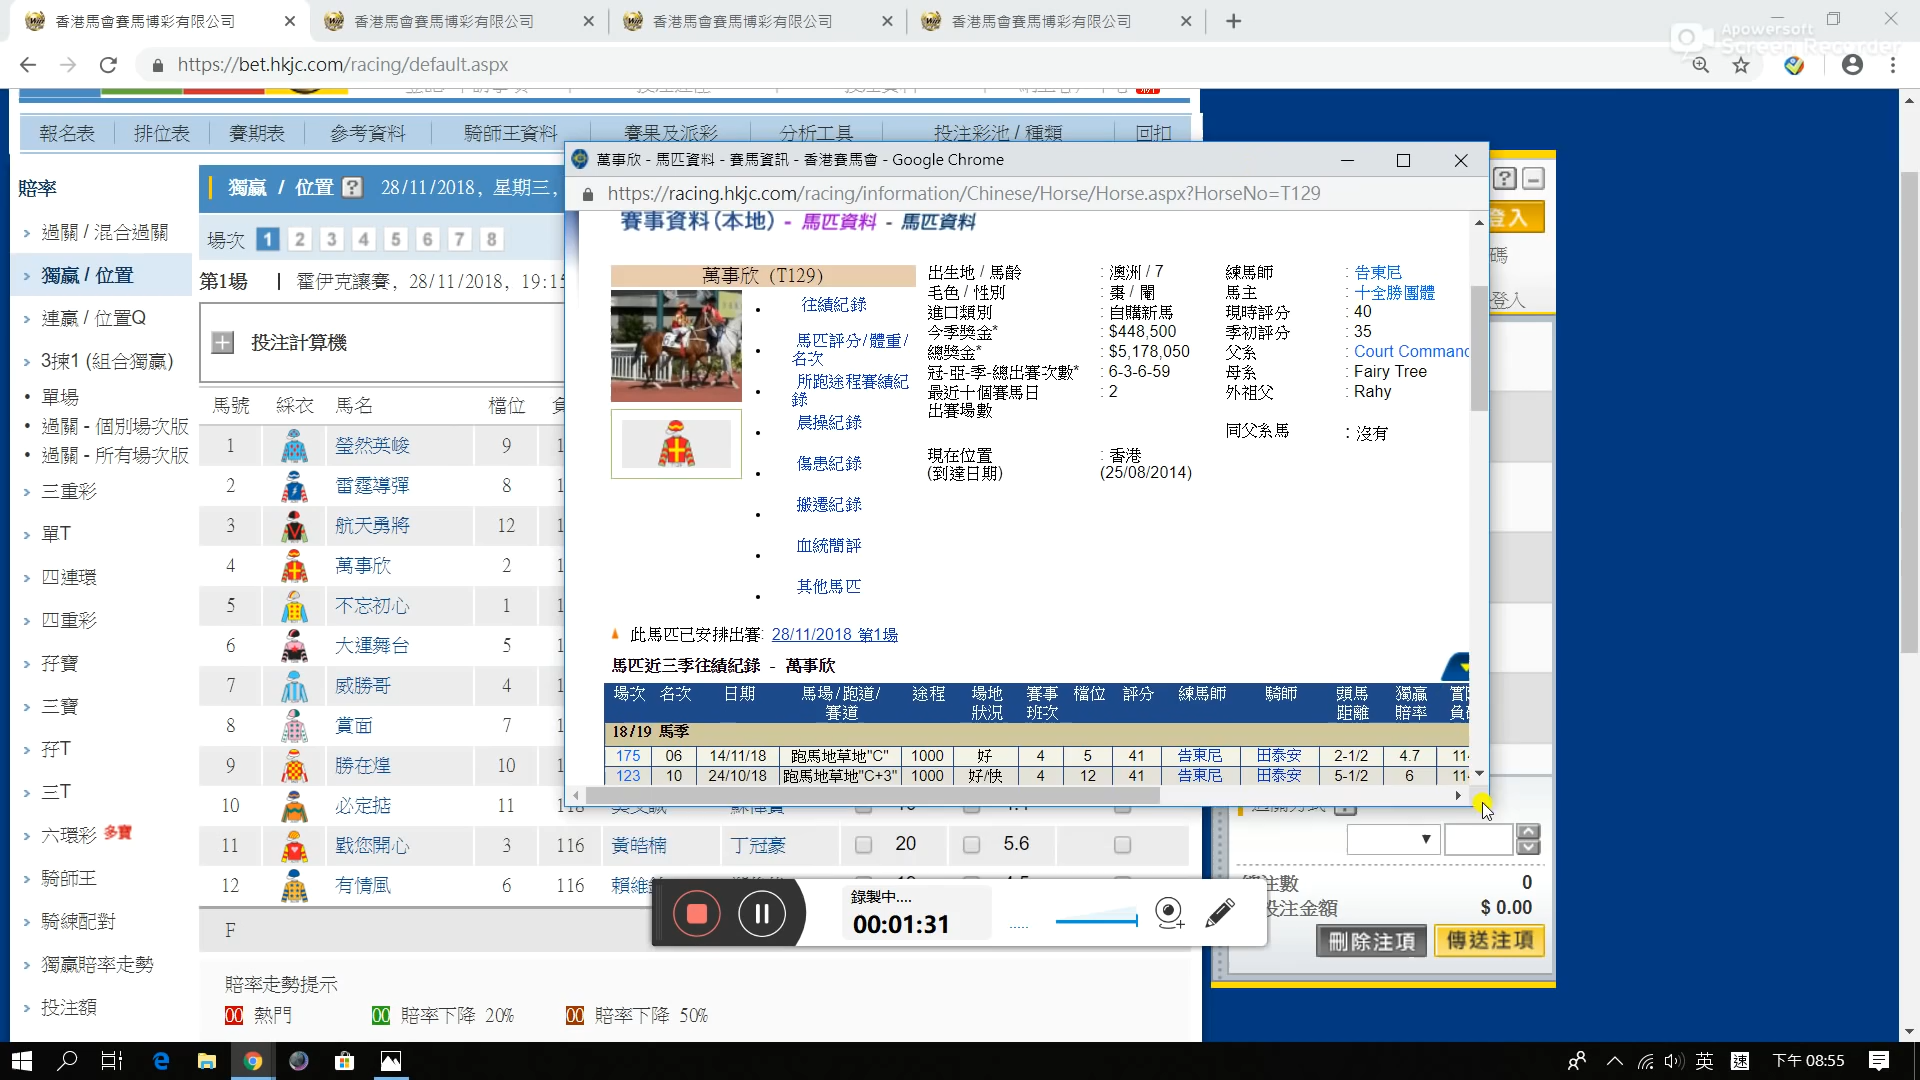 香港馬會賽馬博彩有限公司
香港馬會賽馬博彩有限公司
香港馬會賽馬博彩有限公司
香港馬會賽馬博彩有限公司
Apowersoft
Screen Recorder
https://bet.hkjc.com/racing/default.aspx
報名表 排位表 賽期表 參考資料 騎師王資料 賽果及派彩 分析工具 投注彩池 / 種類 回扣
賠率
過關 / 混合過關
獨贏 / 位置
連贏 / 位置Q
3揀1 (組合獨贏)
單場
過關 - 個別場次版
過關 - 所有場次版
三重彩
單T
四連環
四重彩
孖寶
三寶
孖T
三T
六環彩 多寶
騎師王
騎練配對
獨贏賠率走勢
投注額
獨贏 / 位置 ? 28/11/2018, 星期三,
場次 1 2 3 4 5 6 7 8
第1場 | 霍伊克讓賽, 28/11/2018, 19:15
投注計算機
馬號 綵衣 馬名 檔位
1 瑩然英峻 9 1
2 雷霆導彈 8 1
3 航天勇將 12 1
4 萬事欣 2 1
5 不忘初心 1 1
6 大運舞台 5 1
7 威勝哥 4 1
8 賞面 7 1
9 勝在煌 10 1
10 必定掂 11
11 戰您開心 3 116 黃皓楠 丁冠豪 20 5.6
12 有情風 6 116
F
賠率走勢提示
00 熱門 00 賠率下降 20% 00 賠率下降 50%
萬事欣 - 馬匹資料 - 賽馬資訊 - 香港賽馬會 - Google Chrome
https://racing.hkjc.com/racing/information/Chinese/Horse/Horse.aspx?HorseNo=T129
賽事資料(本地) - 馬匹資料 - 馬匹資料
萬事欣 (T129)
往績紀錄
馬匹評分/體重/
名次
所跑途程賽績紀
錄
晨操紀錄
傷患紀錄
搬遷紀錄
血統簡評
其他馬匹
出生地 / 馬齡 : 澳洲 / 7
毛色 / 性別 : 棗 / 閹
進口類別 : 自購新馬
今季獎金* : $448,500
總獎金* : $5,178,050
冠-亞-季-總出賽次數* : 6-3-6-59
最近十個賽馬日 : 2
出賽場數
現在位置 : 香港
(到達日期) (25/08/2014)
練馬師 : 告東尼
馬主 : 十全勝團體
現時評分 : 40
季初評分 : 35
父系 : Court Command
母系 : Fairy Tree
外祖父 : Rahy
同父系馬 : 沒有
此馬匹已安排出賽: 28/11/2018 第1場
馬匹近三季往績紀錄 - 萬事欣
場次 名次 日期 馬場/跑道/ 途程 場地 賽事 檔位 評分 練馬師 騎師 頭馬 獨贏
賽道 狀況 班次 距離 賠率
18/19 馬季
175 06 14/11/18 跑馬地草地"C" 1000 好 4 5 41 告東尼 田泰安 2-1/2 4.7
123 10 24/10/18 跑馬地草地"C+3" 1000 好/快 4 12 41 告東尼 田泰安 5-1/2 6
? −
登入
碼
登入
注數 0
投注金額 $ 0.00
刪除注項 傳送注項
錄製中....
00:01:31
英 速 下午 08:55